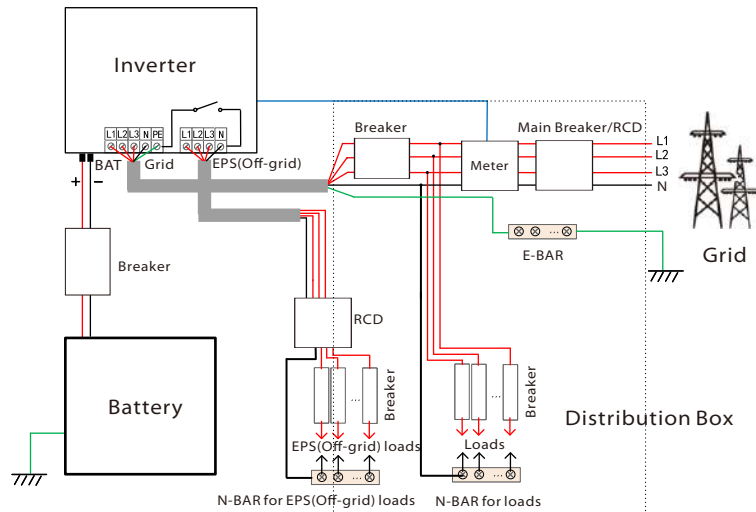 Inverter
L1 L2 L3 N PE
L1 L2 L3 N
BAT
Grid
EPS(Off-grid)
+
−
Breaker
Main Breaker/RCD
Meter
L1
L2
L3
N
E-BAR
Grid
Breaker
RCD
Battery
...
Breaker
...
Breaker
Distribution Box
EPS(Off-grid) loads
Loads
...
...
N-BAR for EPS(Off-grid) loads
N-BAR for loads
...